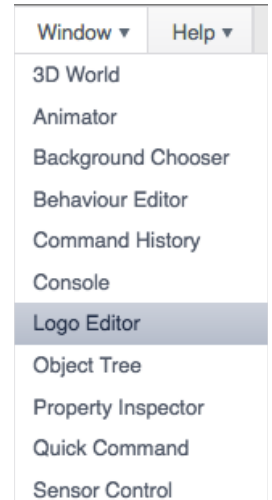 Window ▾ Help ▾
3D World
Animator
Background Chooser
Behaviour Editor
Command History
Console
Logo Editor
Object Tree
Property Inspector
Quick Command
Sensor Control